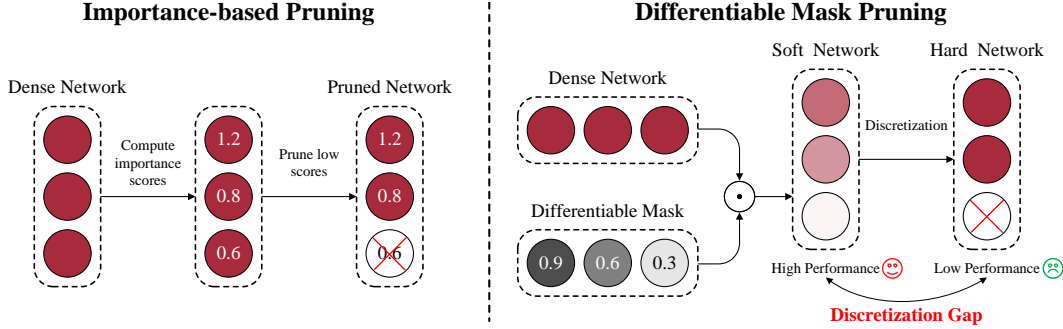 Importance-based Pruning
Dense Network
Compute
importance
scores
1.2
0.8
0.6
Prune low
scores
Pruned Network
1.2
0.8
0.6
Differentiable Mask Pruning
Dense Network
Differentiable Mask
0.9 0.6 0.3
Soft Network
Discretization
Hard Network
High Performance
Low Performance
Discretization Gap